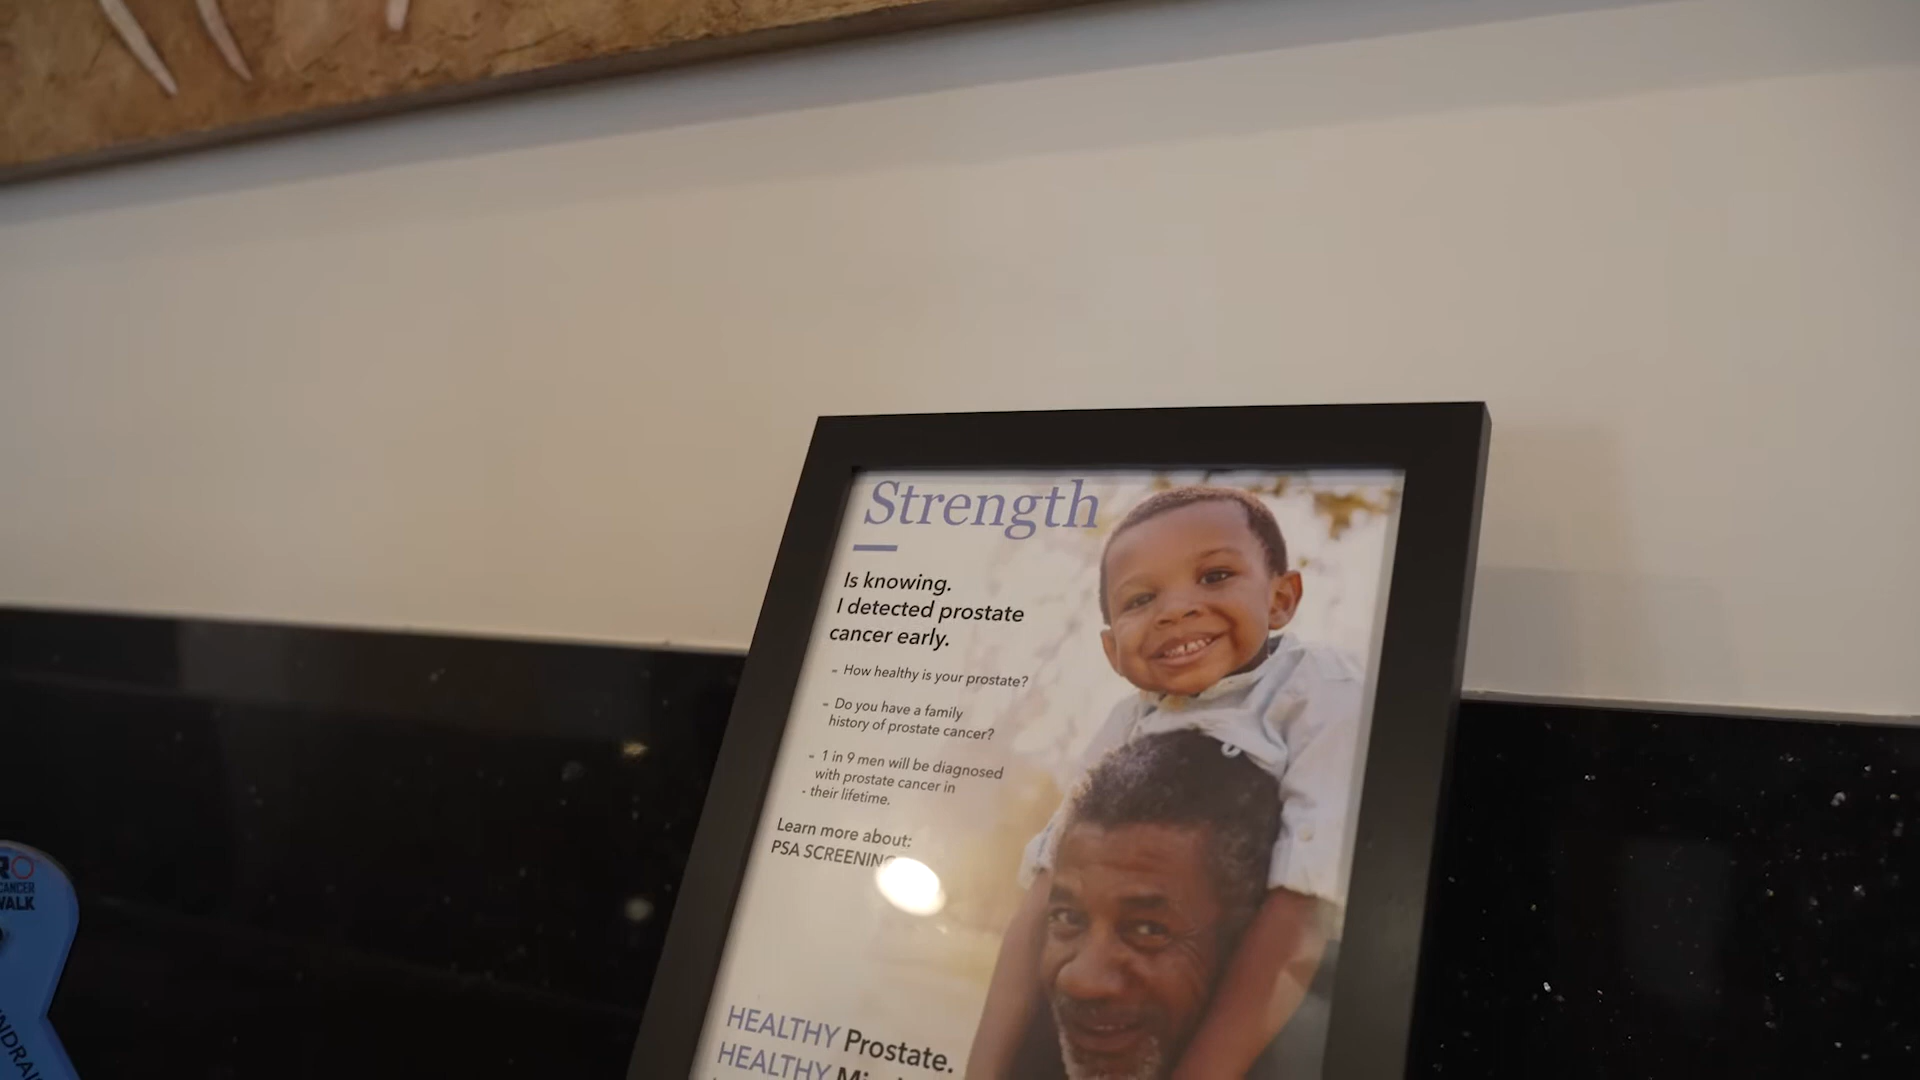 Strength
Is knowing.
I detected prostate
cancer early.
- How healthy is your prostate?
- Do you have a family
history of prostate cancer?
- 1 in 9 men will be diagnosed
with prostate cancer in
- their lifetime.
Learn more about:
PSA SCREENING
HEALTHY Prostate.
HEALTHY
CANCER
WALK